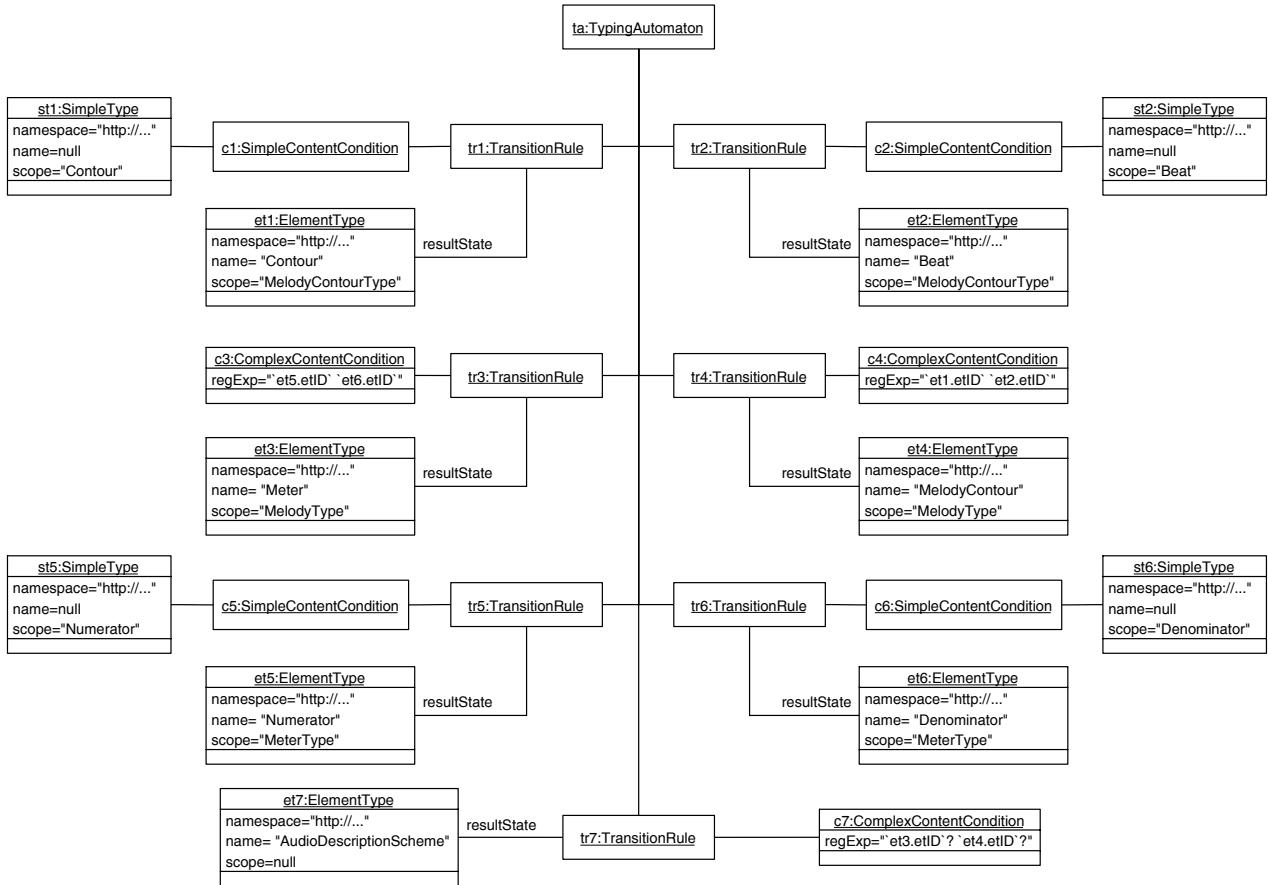 ta:TypingAutomaton
st1:SimpleType
namespace="http://..."
name=null
scope="Contour"
c1:SimpleContentCondition
tr1:TransitionRule
tr2:TransitionRule
c2:SimpleContentCondition
st2:SimpleType
namespace="http://..."
name=null
scope="Beat"
et1:ElementType
namespace="http://..."
name= "Contour"
scope="MelodyContourType"
resultState
resultState
et2:ElementType
namespace="http://..."
name= "Beat"
scope="MelodyContourType"
c3:ComplexContentCondition
regExp="`et5.etID` `et6.etID`"
tr3:TransitionRule
tr4:TransitionRule
c4:ComplexContentCondition
regExp="`et1.etID` `et2.etID`"
et3:ElementType
namespace="http://..."
name= "Meter"
scope="MelodyType"
resultState
resultState
et4:ElementType
namespace="http://..."
name= "MelodyContour"
scope="MelodyType"
st5:SimpleType
namespace="http://..."
name=null
scope="Numerator"
c5:SimpleContentCondition
tr5:TransitionRule
tr6:TransitionRule
c6:SimpleContentCondition
st6:SimpleType
namespace="http://..."
name=null
scope="Denominator"
et5:ElementType
namespace="http://..."
name= "Numerator"
scope="MeterType"
resultState
resultState
et6:ElementType
namespace="http://..."
name= "Denominator"
scope="MeterType"
et7:ElementType
namespace="http://..."
name= "AudioDescriptionScheme"
scope=null
resultState
tr7:TransitionRule
c7:ComplexContentCondition
regExp="`et3.etID`? `et4.etID`?"